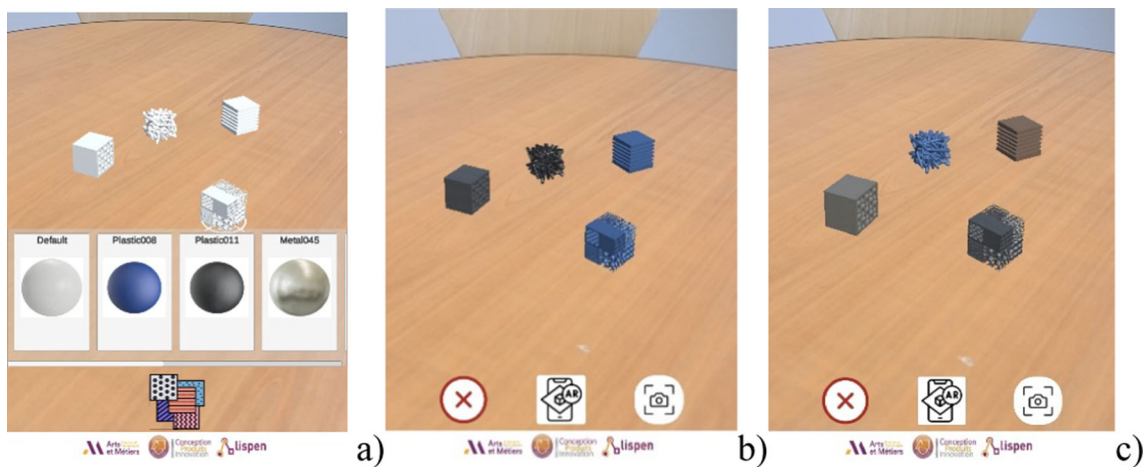 Default Plastic008 Plastic011 Metal045
AR
AR
Arts
et Métiers
Conception
Produits
Innovation
lispen
a)
Arts
et Métiers
Conception
Produits
Innovation
lispen
b)
Arts
et Métiers
Conception
Produits
Innovation
lispen
c)